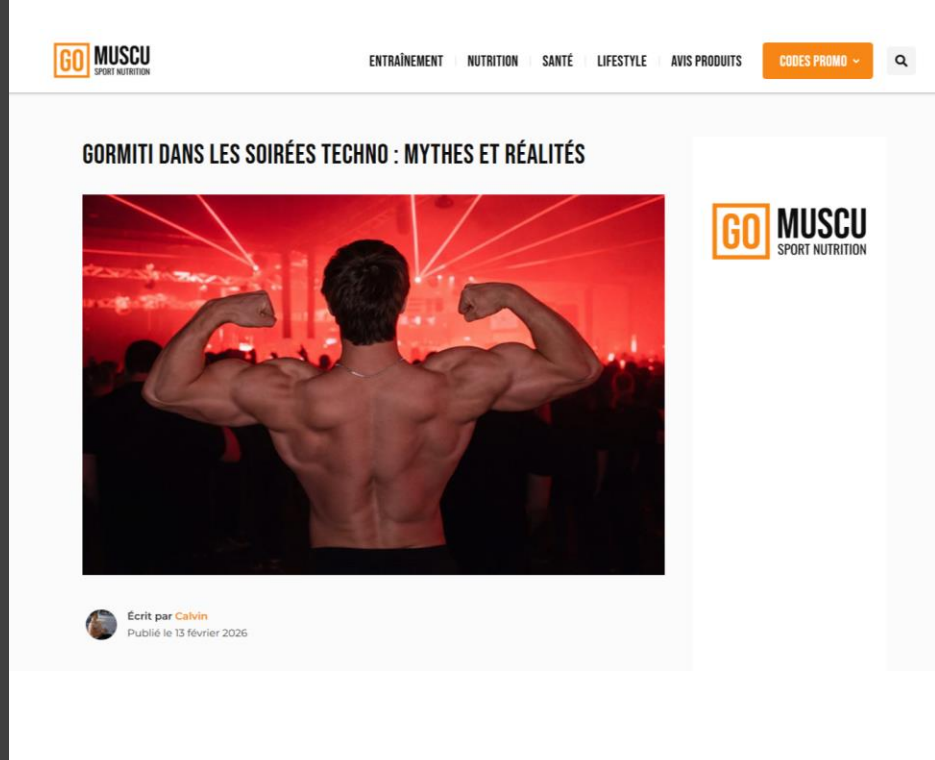 GO MUSCU
SPORT NUTRITION
ENTRAÎNEMENT NUTRITION SANTÉ LIFESTYLE AVIS PRODUITS CODES PROMO
GORMITI DANS LES SOIRÉES TECHNO : MYTHES ET RÉALITÉS
GO MUSCU
SPORT NUTRITION
Écrit par Calvin
Publié le 13 février 2026